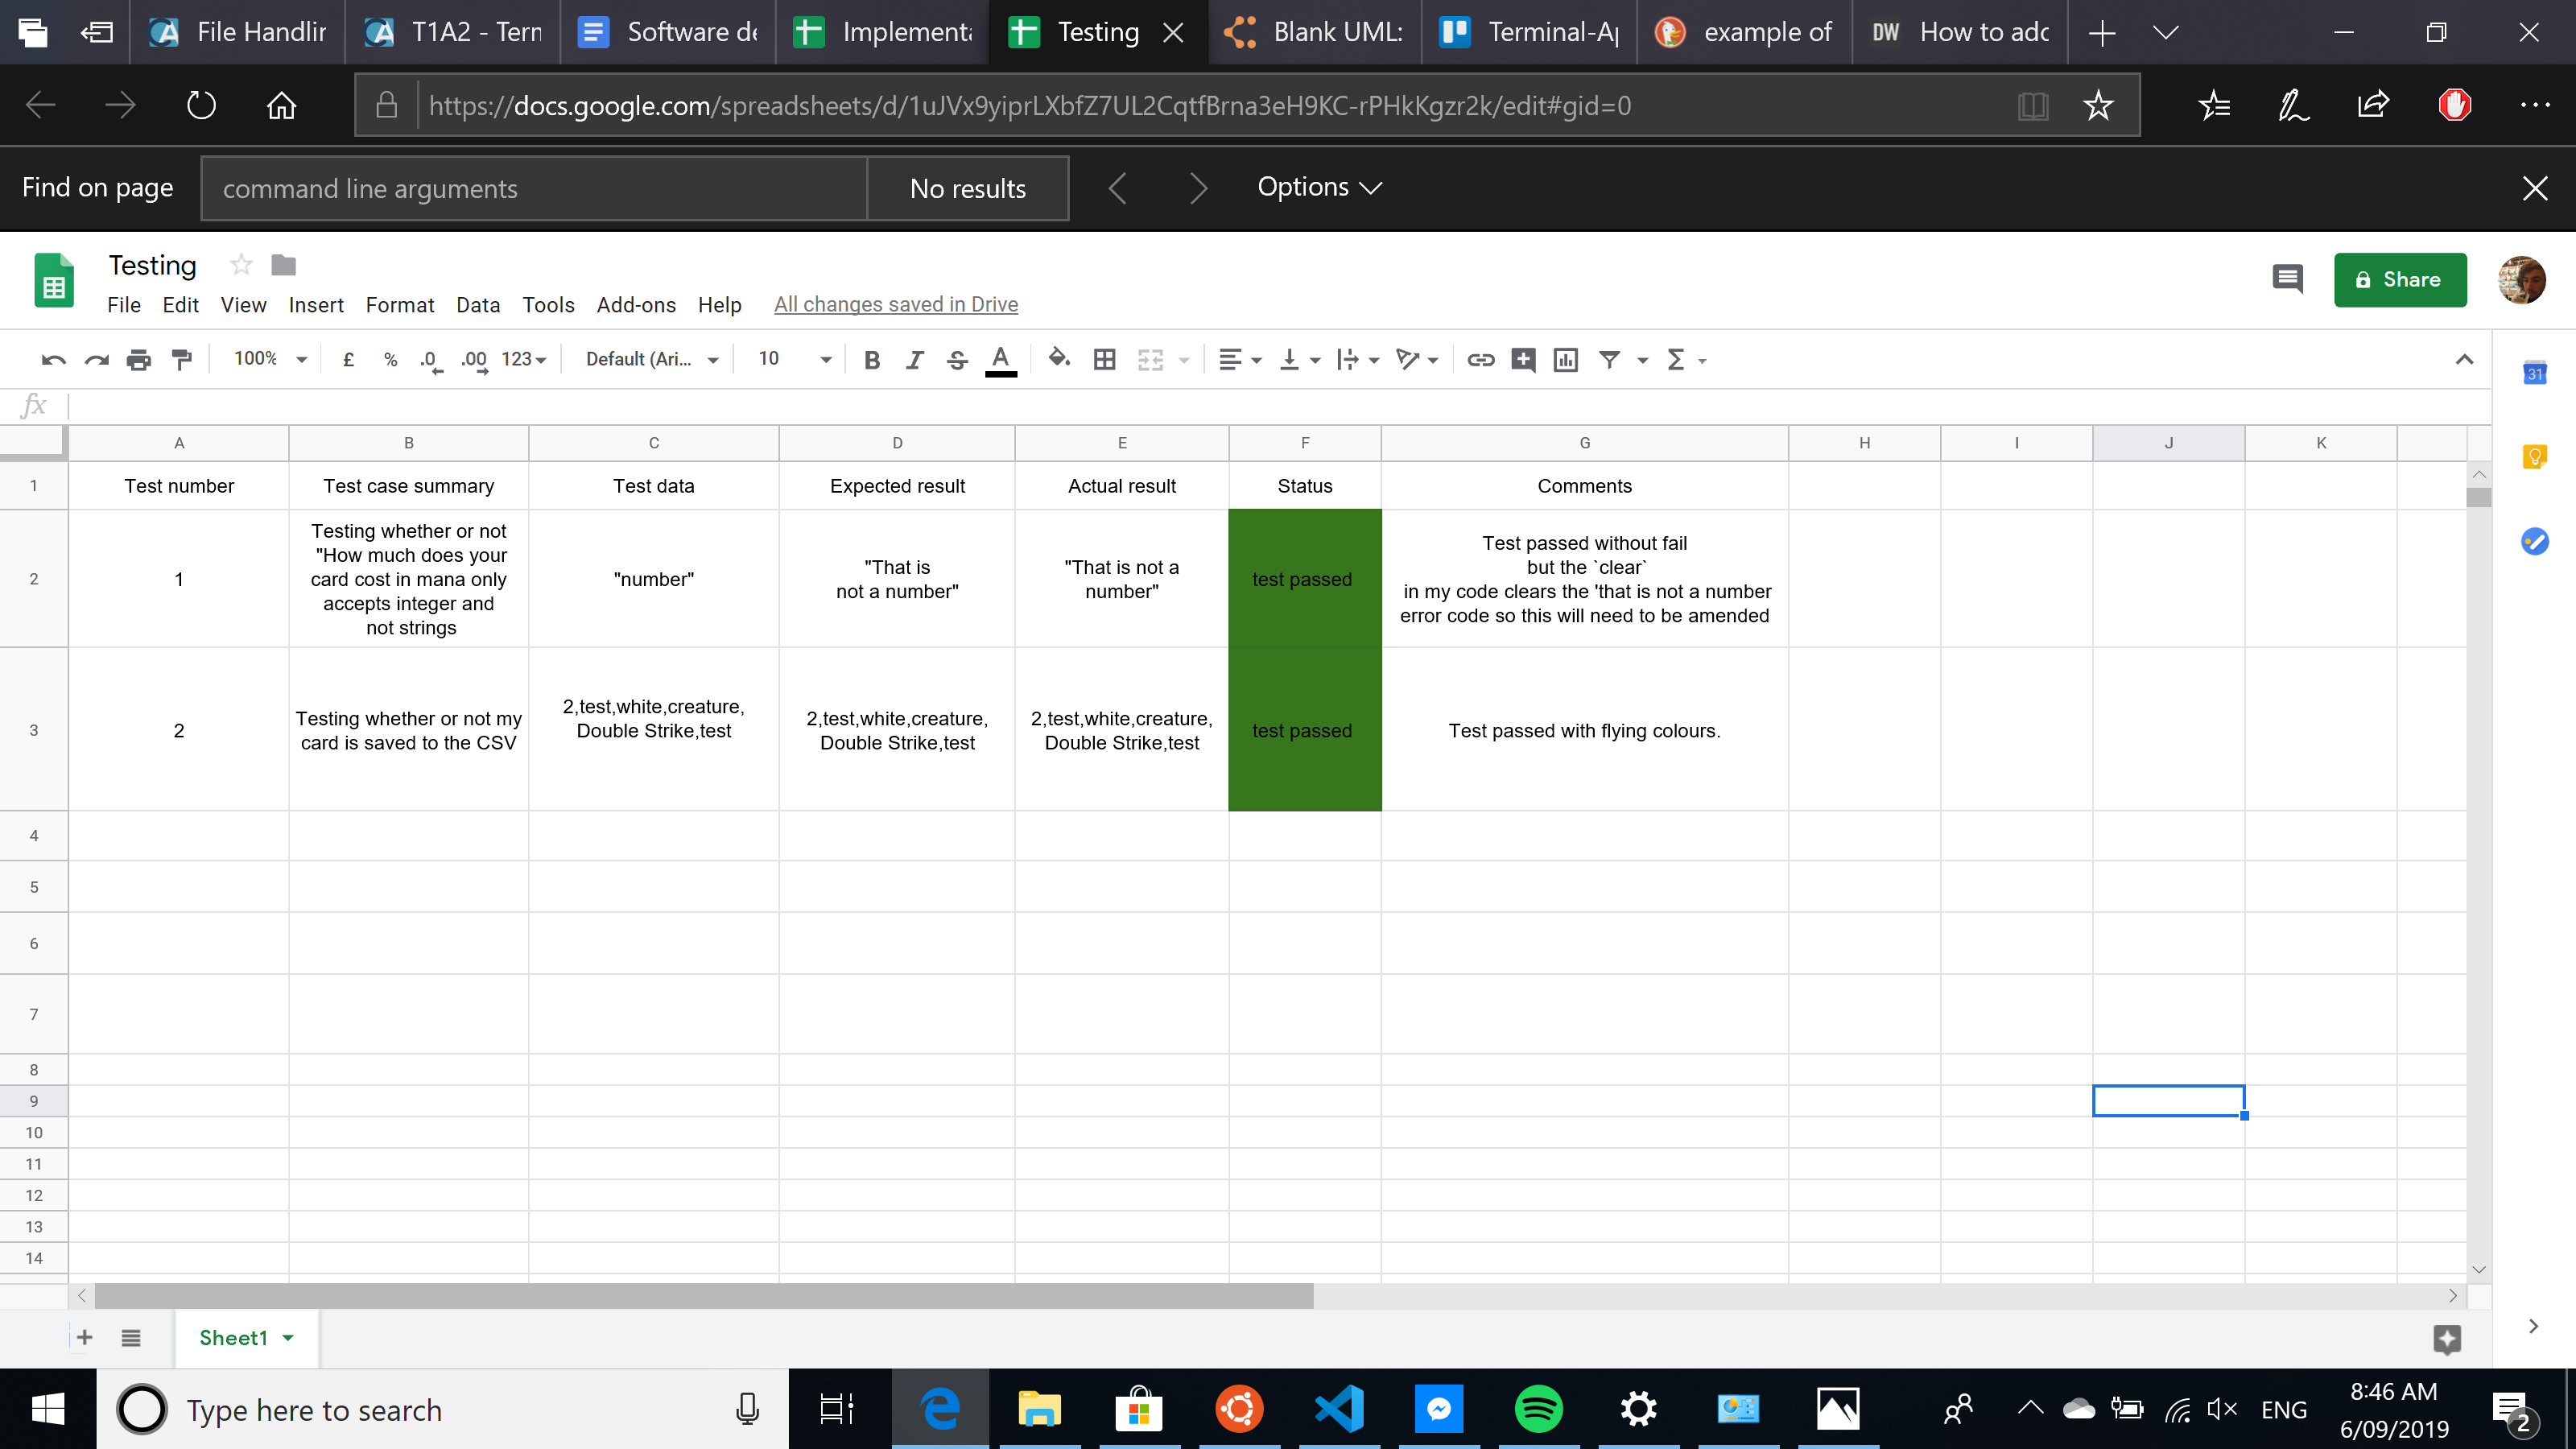 File Handlir
T1A2 - Tern
Software de
Implementa
Testing
Blank UML:
Terminal-Ap
example of
DW How to adc
https://docs.google.com/spreadsheets/d/1uJVx9yiprLXbfZ7UL2CqtfBrna3eH9KC-rPHkKgzr2k/edit#gid=0
Find on page
command line arguments
No results
Options
Testing
File Edit View Insert Format Data Tools Add-ons Help
All changes saved in Drive
Share
100% £ % .0 .00 123 Default (Ari... 10 B I S A Σ
31
fx
A B C D E F G H I J K
1 Test number Test case summary Test data Expected result Actual result Status Comments
2
1
Testing whether or not
"How much does your
card cost in mana only
accepts integer and
not strings
"number"
"That is
not a number"
"That is not a
number"
test passed
Test passed without fail
but the `clear`
in my code clears the 'that is not a number
error code so this will need to be amended
3
2
Testing whether or not my
card is saved to the CSV
2,test,white,creature,
Double Strike,test
2,test,white,creature,
Double Strike,test
2,test,white,creature,
Double Strike,test
test passed
Test passed with flying colours.
4
5
6
7
8
9
10
11
12
13
14
Sheet1
Type here to search
ENG
8:46 AM
6/09/2019
2